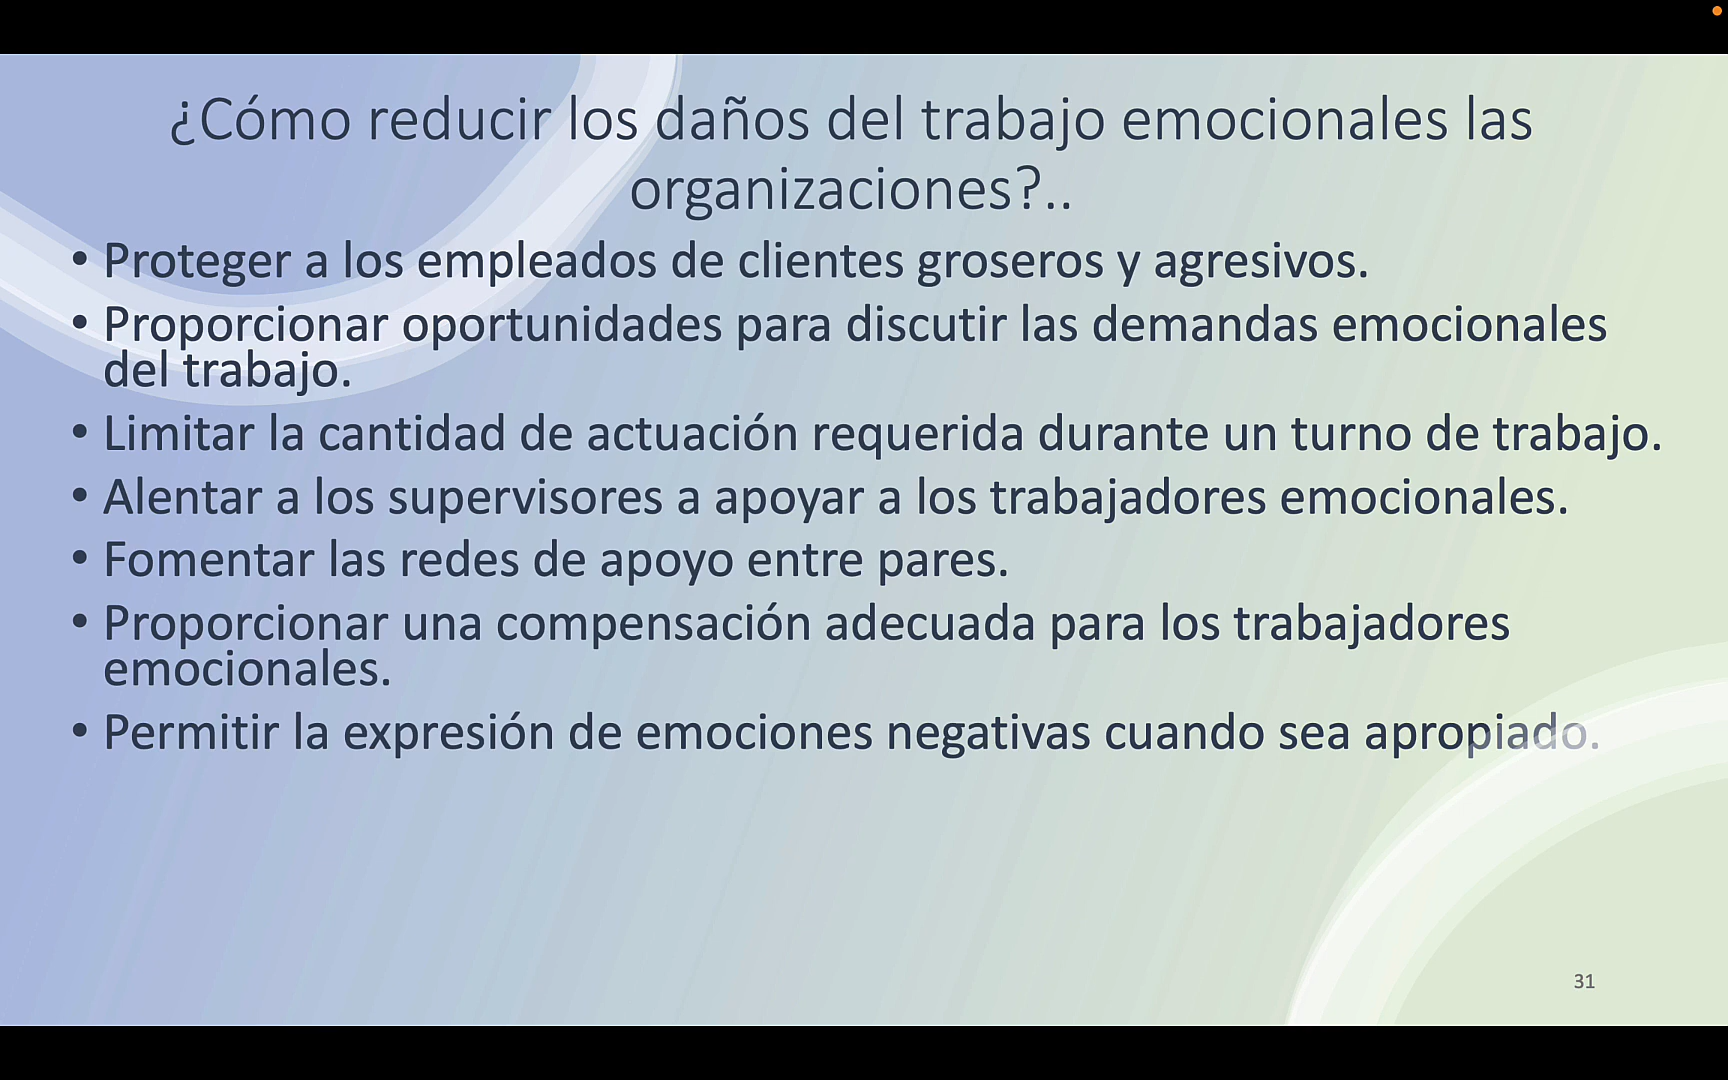 ¿Cómo reducir los daños del trabajo emocionales las
organizaciones?..
• Proteger a los empleados de clientes groseros y agresivos.
• Proporcionar oportunidades para discutir las demandas emocionales
del trabajo.
• Limitar la cantidad de actuación requerida durante un turno de trabajo.
• Alentar a los supervisores a apoyar a los trabajadores emocionales.
• Fomentar las redes de apoyo entre pares.
• Proporcionar una compensación adecuada para los trabajadores
emocionales.
• Permitir la expresión de emociones negativas cuando sea apropiado.
31